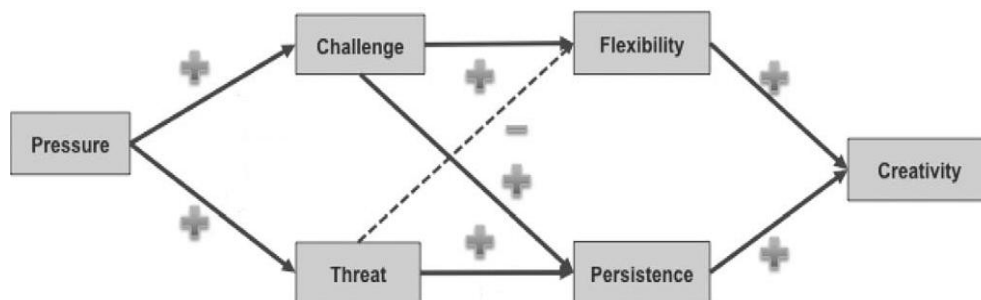 Challenge
Flexibility
+
+
+
Pressure
−
+
Creativity
+
+
+
Threat
Persistence